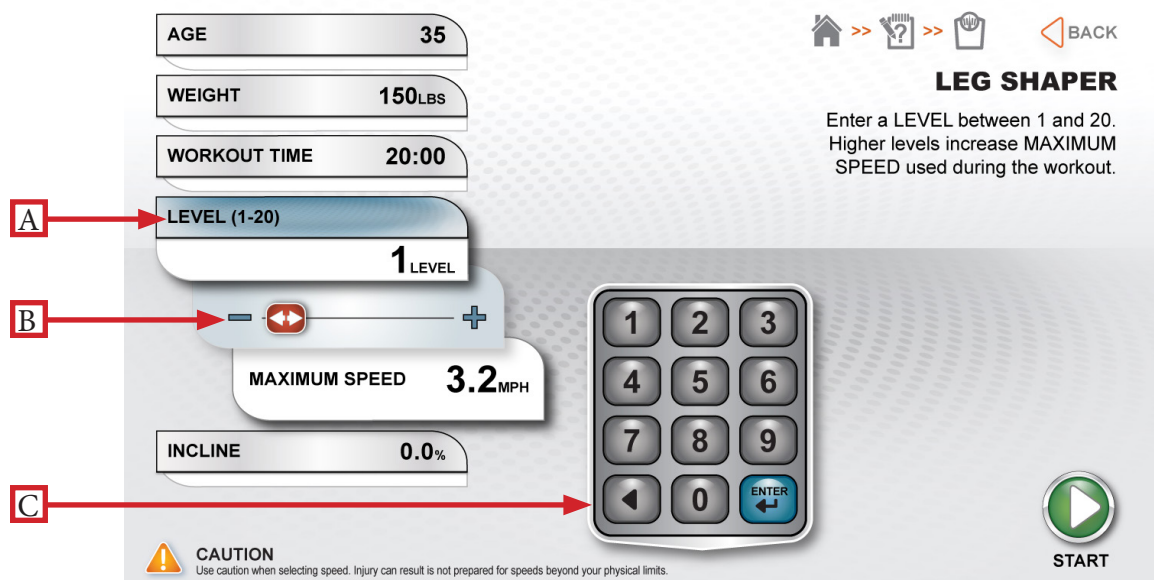 AGE 35
>> >> BACK
WEIGHT 150LBS
LEG SHAPER
Enter a LEVEL between 1 and 20.
Higher levels increase MAXIMUM
SPEED used during the workout.
WORKOUT TIME 20:00
A
LEVEL (1-20)
1 LEVEL
B
MAXIMUM SPEED 3.2MPH
INCLINE 0.0%
1 2 3
4 5 6
7 8 9
0 ENTER
C
START
CAUTION
Use caution when selecting speed. Injury can result is not prepared for speeds beyond your physical limits.